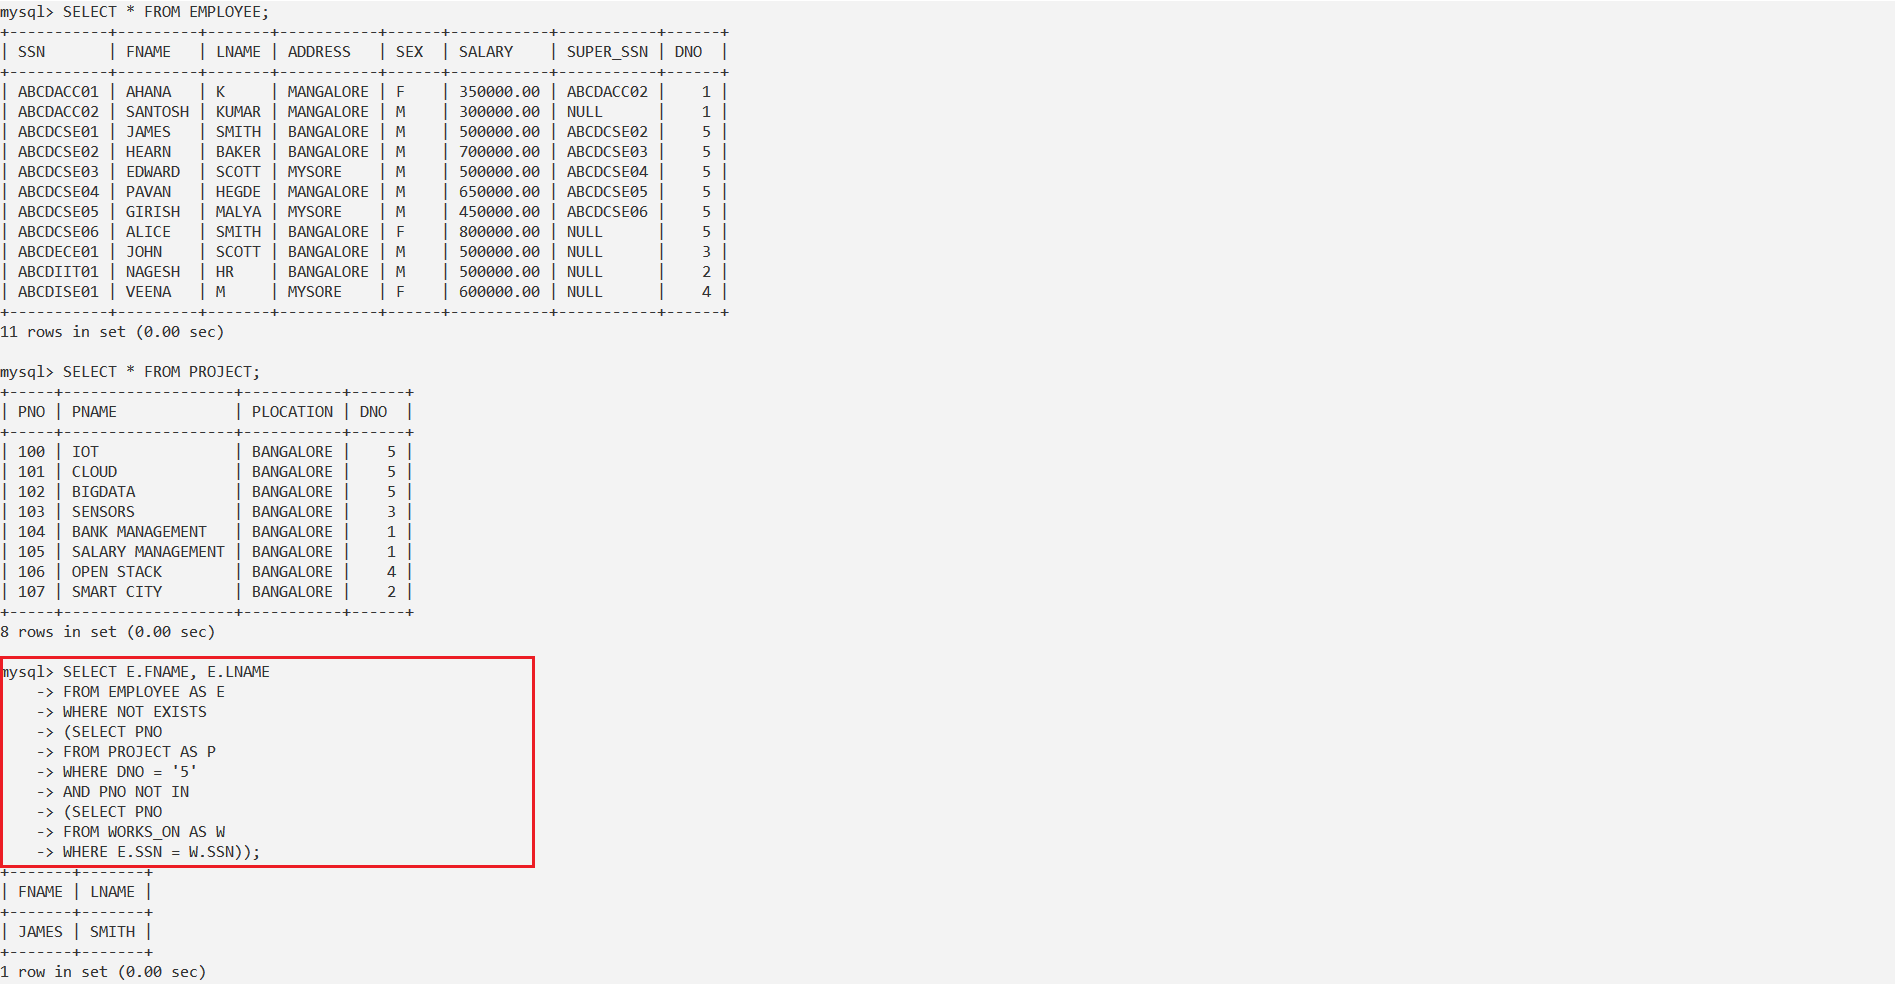 mysql> SELECT * FROM EMPLOYEE;
+-----------+---------+-------+-----------+------+-----------+-----------+------+
| SSN       | FNAME   | LNAME | ADDRESS   | SEX  | SALARY    | SUPER_SSN | DNO  |
+-----------+---------+-------+-----------+------+-----------+-----------+------+
| ABCDACC01 | AHANA   | K     | MANGALORE | F    | 350000.00 | ABCDACC02 |    1 |
| ABCDACC02 | SANTOSH | KUMAR | MANGALORE | M    | 300000.00 | NULL      |    1 |
| ABCDCSE01 | JAMES   | SMITH | BANGALORE | M    | 500000.00 | ABCDCSE02 |    5 |
| ABCDCSE02 | HEARN   | BAKER | BANGALORE | M    | 700000.00 | ABCDCSE03 |    5 |
| ABCDCSE03 | EDWARD  | SCOTT | MYSORE    | M    | 500000.00 | ABCDCSE04 |    5 |
| ABCDCSE04 | PAVAN   | HEGDE | MANGALORE | M    | 650000.00 | ABCDCSE05 |    5 |
| ABCDCSE05 | GIRISH  | MALYA | MYSORE    | M    | 450000.00 | ABCDCSE06 |    5 |
| ABCDCSE06 | ALICE   | SMITH | BANGALORE | F    | 800000.00 | NULL      |    5 |
| ABCDECE01 | JOHN    | SCOTT | BANGALORE | M    | 500000.00 | NULL      |    3 |
| ABCDIIT01 | NAGESH  | HR    | BANGALORE | M    | 500000.00 | NULL      |    2 |
| ABCDISE01 | VEENA   | M     | MYSORE    | F    | 600000.00 | NULL      |    4 |
+-----------+---------+-------+-----------+------+-----------+-----------+------+
11 rows in set (0.00 sec)

mysql> SELECT * FROM PROJECT;
+-----+-------------------+-----------+------+
| PNO | PNAME             | PLOCATION | DNO  |
+-----+-------------------+-----------+------+
| 100 | IOT               | BANGALORE |    5 |
| 101 | CLOUD             | BANGALORE |    5 |
| 102 | BIGDATA           | BANGALORE |    5 |
| 103 | SENSORS           | BANGALORE |    3 |
| 104 | BANK MANAGEMENT   | BANGALORE |    1 |
| 105 | SALARY MANAGEMENT | BANGALORE |    1 |
| 106 | OPEN STACK        | BANGALORE |    4 |
| 107 | SMART CITY        | BANGALORE |    2 |
+-----+-------------------+-----------+------+
8 rows in set (0.00 sec)

mysql> SELECT E.FNAME, E.LNAME
    -> FROM EMPLOYEE AS E
    -> WHERE NOT EXISTS
    -> (SELECT PNO
    -> FROM PROJECT AS P
    -> WHERE DNO = '5'
    -> AND PNO NOT IN
    -> (SELECT PNO
    -> FROM WORKS_ON AS W
    -> WHERE E.SSN = W.SSN));
+-------+-------+
| FNAME | LNAME |
+-------+-------+
| JAMES | SMITH |
+-------+-------+
1 row in set (0.00 sec)